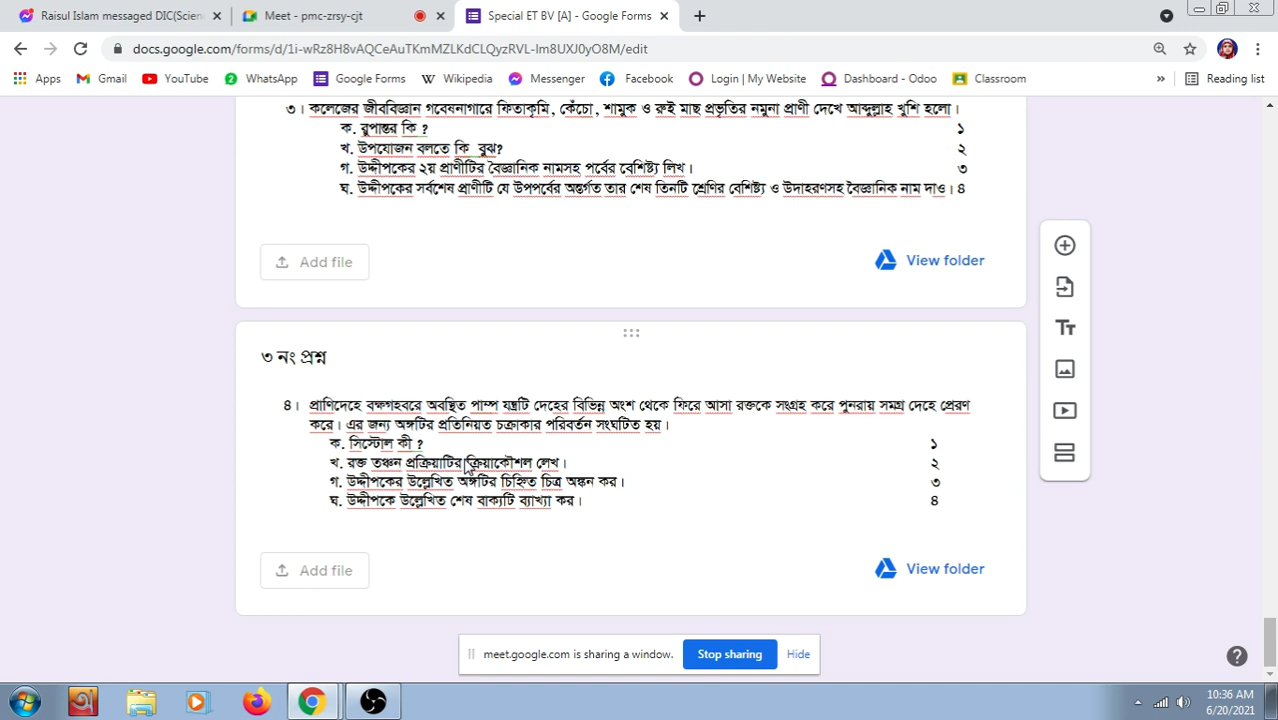 Raisul Islam messaged DIC(Scien
Meet - pmc-zrsy-cjt
Special ET BV [A] - Google Forms
docs.google.com/forms/d/1i-wRz8H8vAQCeAuTKmMZLKdCLQyzRVL-lm8UXJ0yO8M/edit
Apps
Gmail
YouTube
WhatsApp
Google Forms
Wikipedia
Messenger
Facebook
Login | My Website
Dashboard - Odoo
Classroom
»
Reading list
৩। কলেজের জীববিজ্ঞান গবেষনাগারে ফিতাকৃমি, কেঁচো, শামুক ও রুই মাছ প্রভৃতির নমুনা প্রাণী দেখে আব্দুল্লাহ খুশি হলো।
ক. রুপান্তর কি ? ১
খ. উপযোজন বলতে কি বুঝ? ২
গ. উদ্দীপকের ২য় প্রাণীটির বৈজ্ঞানিক নামসহ পর্বের বেশিষ্ট্য লিখ। ৩
ঘ. উদ্দীপকের সর্বশেষ প্রাণীটি যে উপপর্বের অন্তর্গত তার শেষ তিনটি শ্রেণির বেশিষ্ট্য ও উদাহরণসহ বৈজ্ঞানিক নাম দাও। ৪
Add file
View folder
৩ নং প্রশ্ন
৪। প্রাণিদেহে বক্ষগহবরে অবস্থিত পাম্প যন্ত্রটি দেহের বিভিন্ন অংশ থেকে ফিরে আসা রক্তকে সংগ্রহ করে পুনরায় সমগ্র দেহে প্রেরণ
করে। এর জন্য অঙ্গটির প্রতিনিয়ত চক্রাকার পরিবর্তন সংঘটিত হয়।
ক. সিস্টোল কী ? ১
খ. রক্ত তঞ্চন প্রক্রিয়াটির ক্রিয়াকৌশল লেখ। ২
গ. উদ্দীপকের উল্লেখিত অঙ্গটির চিহ্নিত চিত্র অঙ্কন কর। ৩
ঘ. উদ্দীপকে উল্লেখিত শেষ বাক্যটি ব্যাখ্যা কর। ৪
Add file
View folder
meet.google.com is sharing a window.
Stop sharing
Hide
10:36 AM
6/20/2021